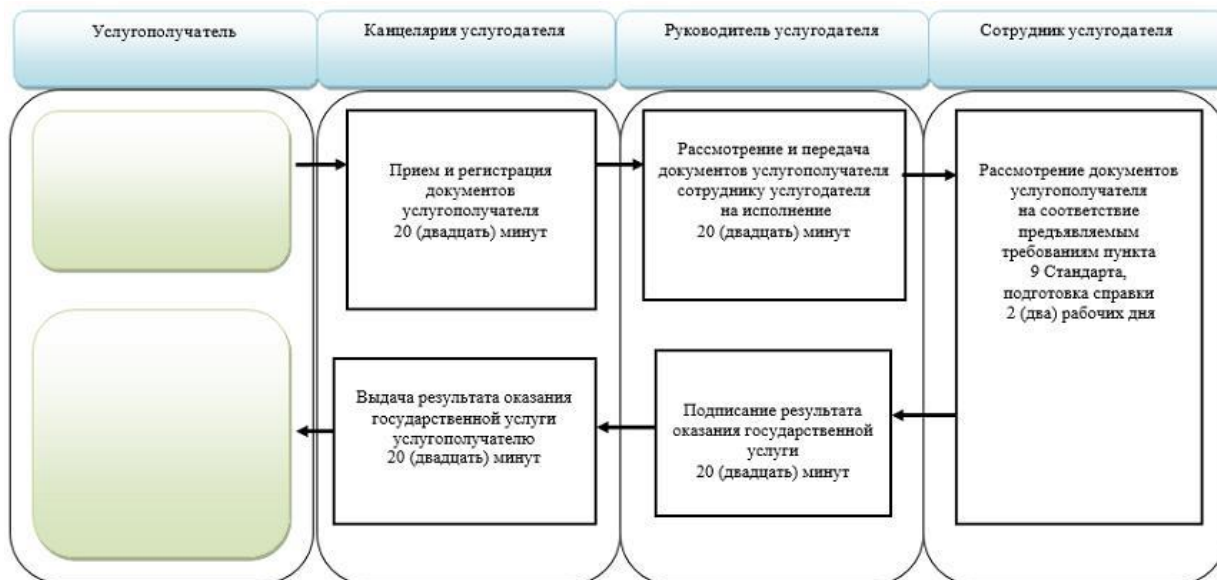 Услугополучатель
Канцелярия услугодателя
Руководитель услугодателя
Сотрудник услугодателя
Прием и регистрация
документов
услугополучателя
20 (двадцать) минут
Рассмотрение и передача
документов услугополучателя
сотруднику услугодателя
на исполнение
20 (двадцать) минут
Рассмотрение документов
услугополучателя
на соответствие
предъявляемым
требованиям пункта
9 Стандарта,
подготовка справки
2 (два) рабочих дня
Подписание результата
оказания государственной
услуги
20 (двадцать) минут
Выдача результата оказания
государственной услуги
услугополучателю
20 (двадцать) минут